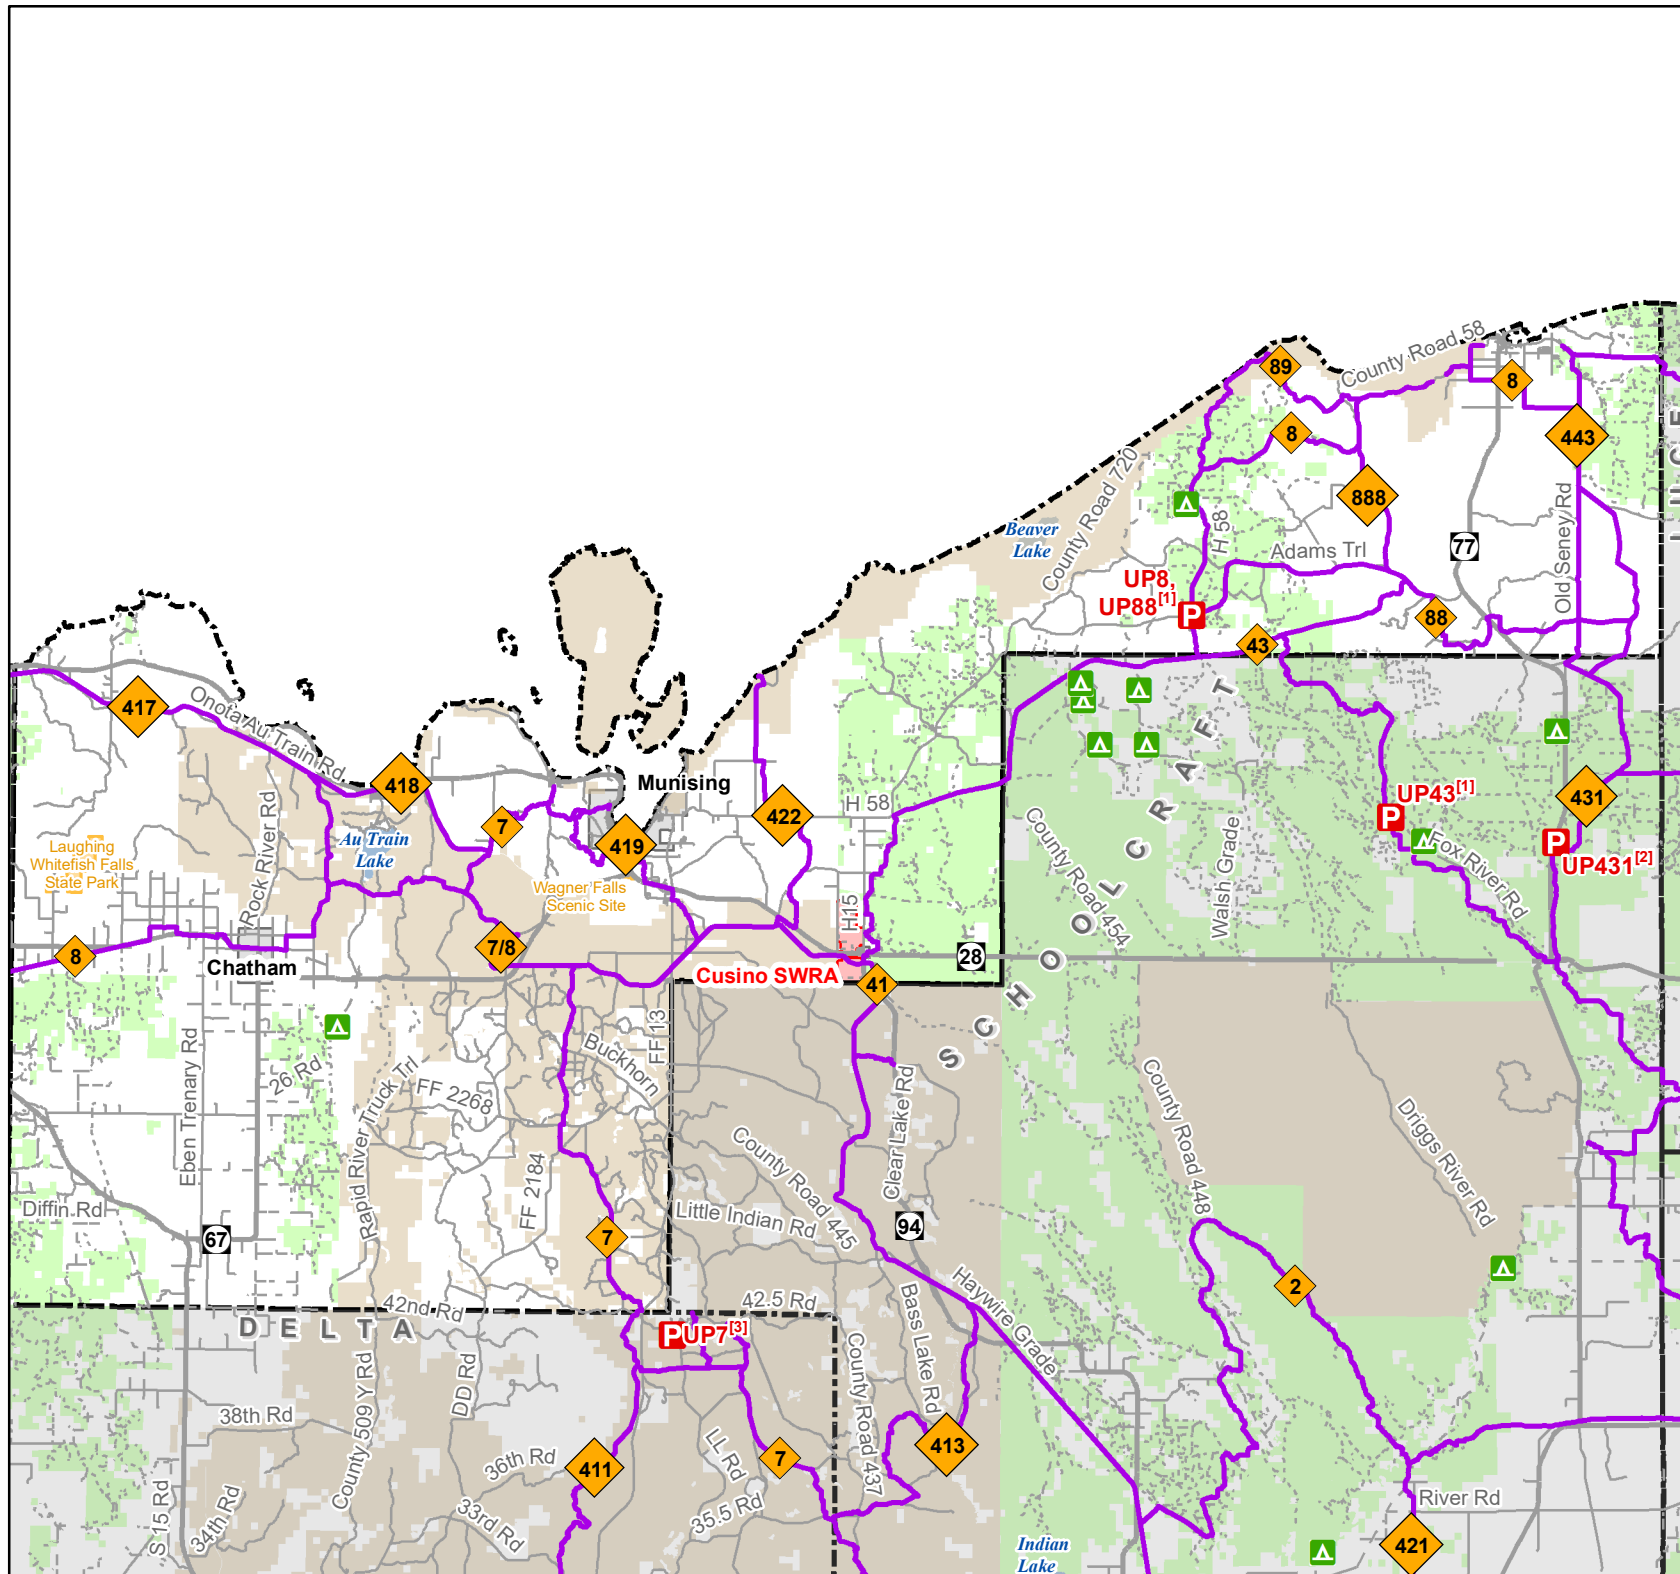 County Road 58
89
8
8
443
L U C E
County Road 720
888
Beaver
Lake
H 58
Adams Trl
77
Old Seney Rd
UP8,
UP88[1]
P
88
43
417
Onota Au Train Rd
418
Munising
SCHOOLCRAFT
H 58
422
7
419
UP43[1]
P
431
P
UP431[2]
Fox River Rd
Laughing
Whitefish Falls
State Park
Rock River Rd
Au Train
Lake
Wagner Falls
Scenic Site
County Road 454
Walsh Grade
H15
8
Chatham
7/8
Cusino SWRA
28
41
Eben Trenary Rd
26 Rd
Rapid River Truck Trl
FF 2268
Buckhorn
FF 13
Clear Lake Rd
County Road 448
Driggs River Rd
County Road 445
FF 2184
Diffin Rd
67
7
Little Indian Rd
94
2
42nd Rd
DELTA
42.5 Rd
Haywire Grade
P
UP7[3]
Bass Lake Rd
County Road 437
County 509 Y Rd
DD Rd
38th Rd
36th Rd
411
LL Rd
7
413
S 15 Rd
34th Rd
33rd Rd
35.5 Rd
River Rd
421
Indian
Lake